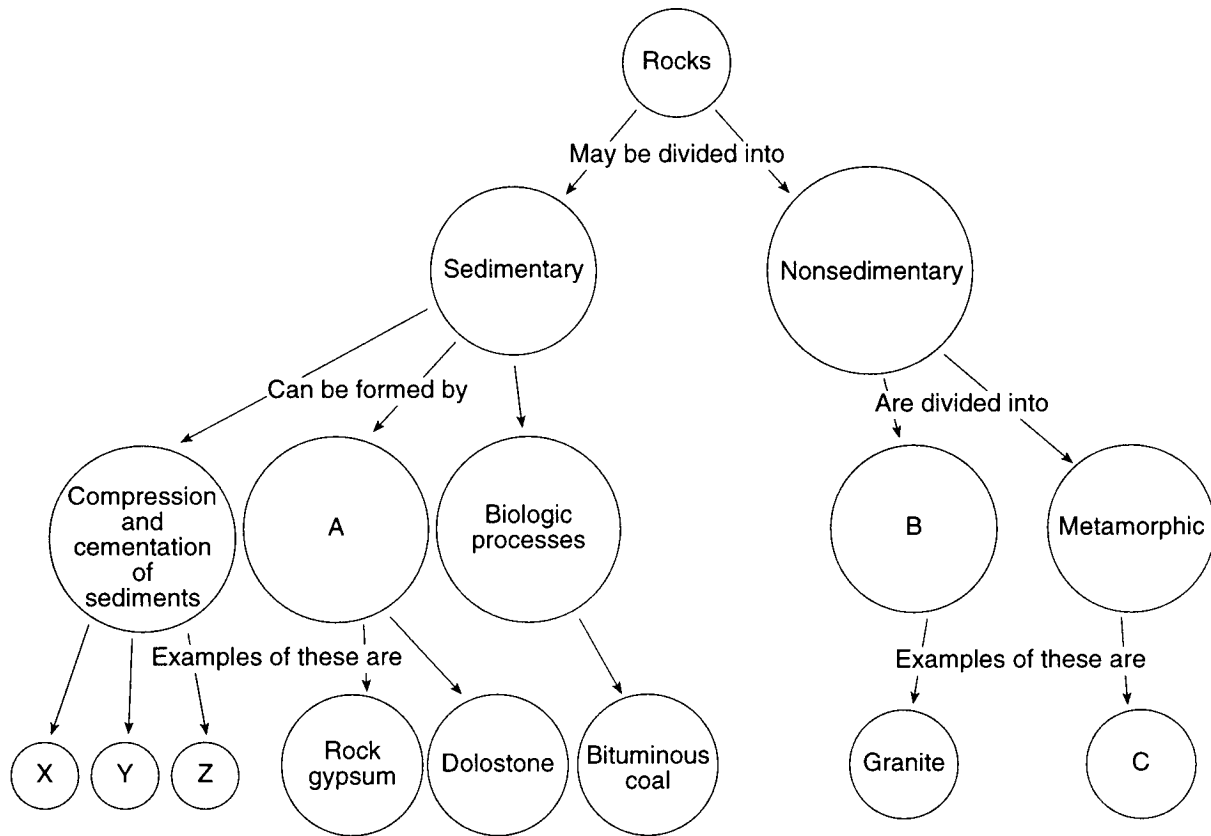 Rocks
May be divided into
Sedimentary
Nonsedimentary
Can be formed by
Are divided into
Compression
and
cementation
of
sediments
A
Biologic
processes
B
Metamorphic
Examples of these are
Examples of these are
X
Y
Z
Rock
gypsum
Dolostone
Bituminous
coal
Granite
C